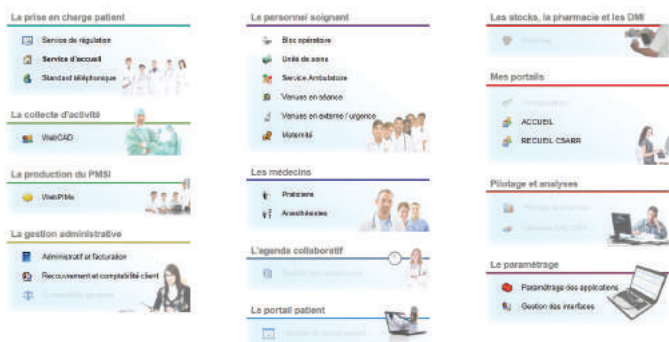 La prise en charge patient
Service de régulation
Service d'accueil
Standard téléphonique
La collecte d'activité
WebCAD
La production du PMSI
WebPIMs
La gestion administrative
Administratif et facturation
Recouvrement et comptabilité client
Le personnel soignant
Bloc opératoire
Unité de soins
Service Ambulatoire
Venues en séance
Venues en externe / urgence
Maternité
Les médecins
Praticiens
Anesthésistes
L'agenda collaboratif
Le portail patient
Les stocks, la pharmacie et les DMI
Mes portails
ACCUEIL
RECUEIL CSARR
Pilotage et analyses
Le paramétrage
Paramétrage des applications
Gestion des interfaces